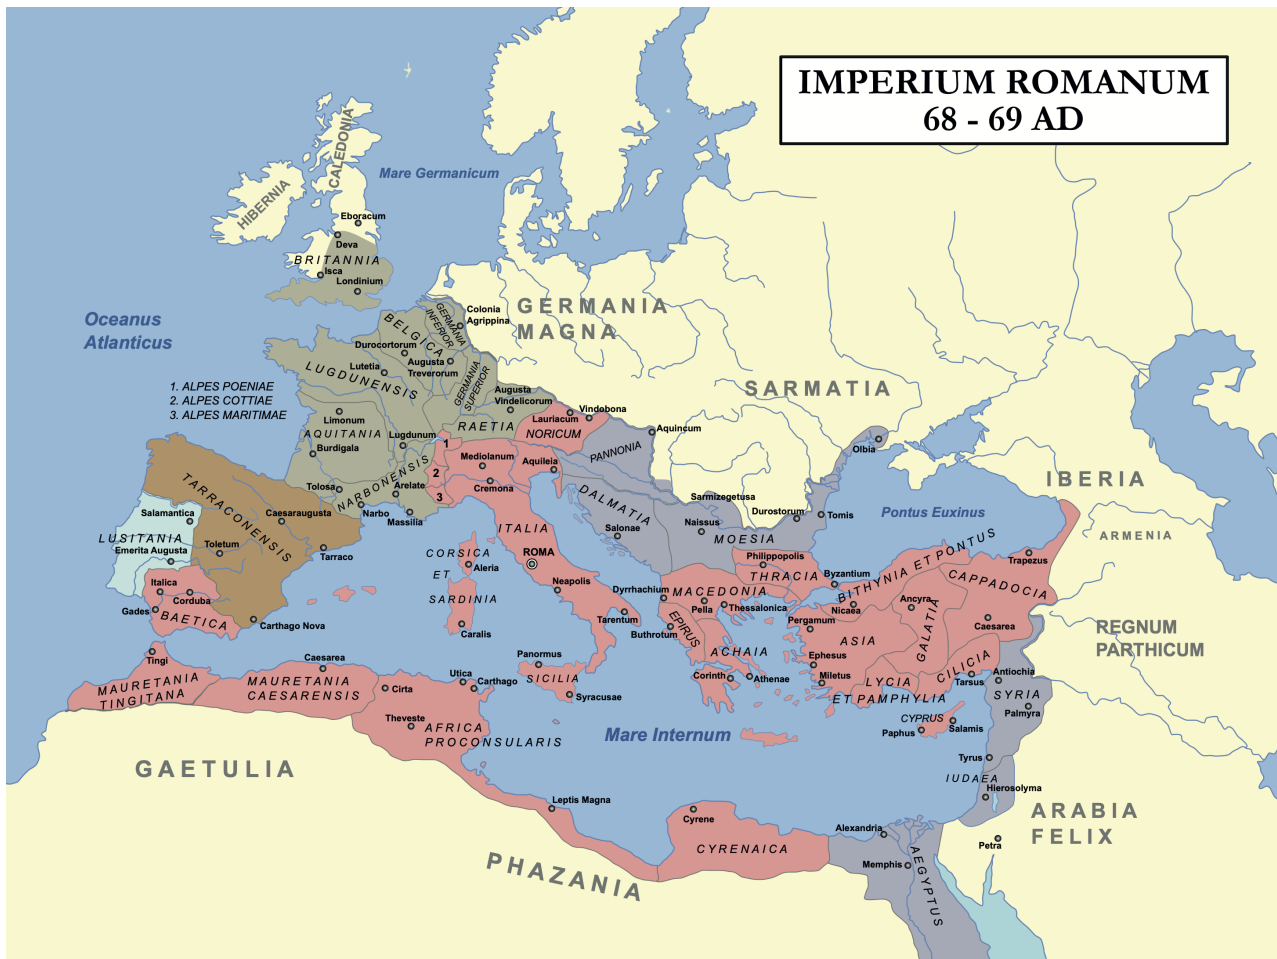 IMPERIUM ROMANUM
68 - 69 AD
CALEDONIA
HIBERNIA
Mare Germanicum
Eboracum
Deva
BRITANNIA
Isca
Londinium
Oceanus
Atlanticus
GERMANIA
MAGNA
GERMANIA
INFERIOR
Colonia
Agrippina
BELGICA
Durocortorum
Lutetia
Augusta
Treverorum
LUGDUNENSIS
GERMANIA
SUPERIOR
1. ALPES POENIAE
2. ALPES COTTIAE
3. ALPES MARITIMAE
SARMATIA
Augusta
Vindelicorum
Limonum
AQUITANIA
Lugdunum
Burdigala
RAETIA
Lauriacum
Vindobona
NORICUM
Aquincum
PANNONIA
Olbia
1
2
3
Mediolanum
Aquileia
Cremona
Tolosa
NARBONENSIS
Arelate
Narbo
Massilia
TARRACONENSIS
Salamantica
Caesaraugusta
LUSITANIA
Toletum
Emerita Augusta
Tarraco
Italica
Corduba
Gades
BAETICA
Carthago Nova
ITALIA
CORSICA
ET
SARDINIA
Aleria
ROMA
Caralis
Neapolis
Tarentum
DALMATIA
Salonae
Sarmizegetusa
Naissus
Durostorum
Tomis
MOESIA
Pontus Euxinus
IBERIA
ARMENIA
Philippopolis
THRACIA
Byzantium
BITHYNIA ET PONTUS
Trapezus
Dyrrhachium
MACEDONIA
Pella
Thessalonica
EPIRUS
Buthrotum
Nicaea
Ancyra
CAPPADOCIA
Pergamum
ASIA
GALATIA
Caesarea
REGNUM
PARTHICUM
ACHAIA
Ephesus
Miletus
Corinth
Athenae
LYCIA
ET PAMPHYLIA
CILICIA
Tarsus
Antiochia
SYRIA
Palmyra
CYPRUS
Salamis
Paphus
Tingi
MAURETANIA
TINGITANA
Caesarea
MAURETANIA
CAESARENSIS
Cirta
Utica
Carthago
Panormus
SICILIA
Syracusae
Theveste
AFRICA
PROCONSULARIS
Mare Internum
Tyrus
IUDAEA
Hierosolyma
GAETULIA
Leptis Magna
Cyrene
CYRENAICA
Alexandria
Memphis
AEGYPTUS
ARABIA
FELIX
Petra
PHAZANIA